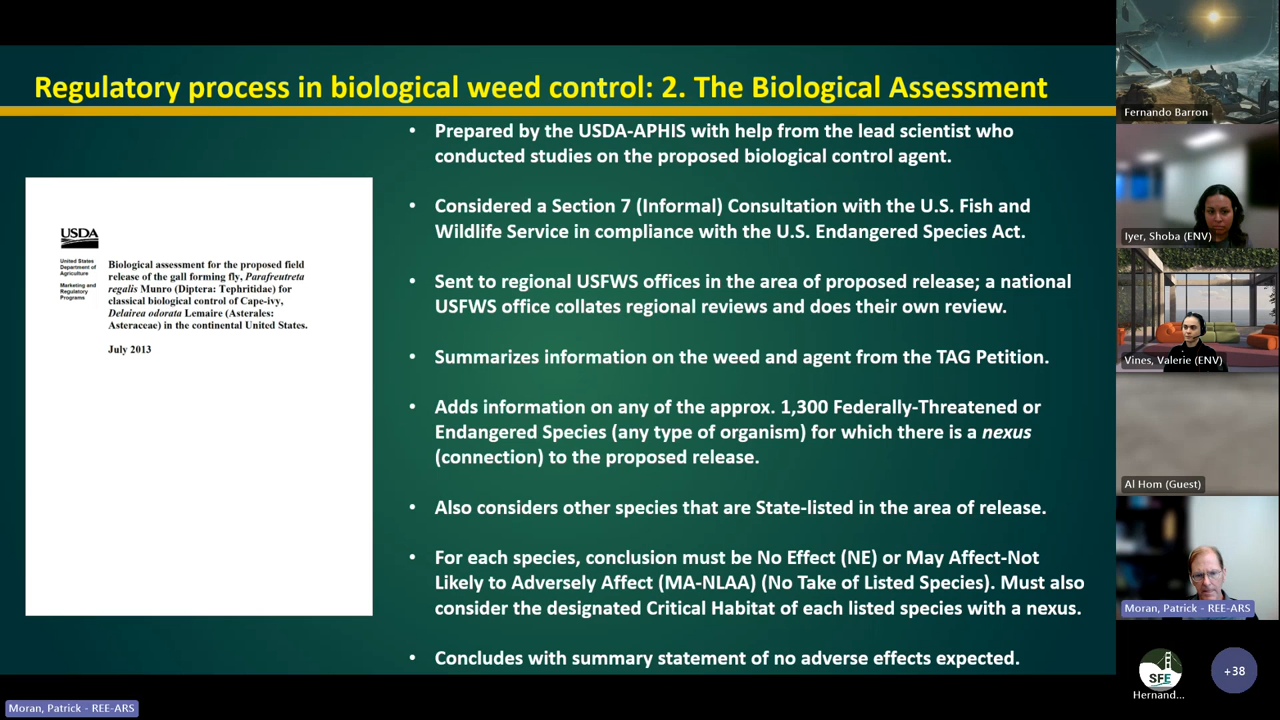 Regulatory process in biological weed control: 2. The Biological Assessment
USDA
United States
Department of
Agriculture
Marketing and
Regulatory
Programs
Biological assessment for the proposed field
release of the gall forming fly, Parafreutreta
regalis Munro (Diptera: Tephritidae) for
classical biological control of Cape-ivy,
Delairea odorata Lemaire (Asterales:
Asteraceae) in the continental United States.
July 2013
• Prepared by the USDA-APHIS with help from the lead scientist who
conducted studies on the proposed biological control agent.
• Considered a Section 7 (Informal) Consultation with the U.S. Fish and
Wildlife Service in compliance with the U.S. Endangered Species Act.
• Sent to regional USFWS offices in the area of proposed release; a national
USFWS office collates regional reviews and does their own review.
• Summarizes information on the weed and agent from the TAG Petition.
• Adds information on any of the approx. 1,300 Federally-Threatened or
Endangered Species (any type of organism) for which there is a nexus
(connection) to the proposed release.
• Also considers other species that are State-listed in the area of release.
• For each species, conclusion must be No Effect (NE) or May Affect-Not
Likely to Adversely Affect (MA-NLAA) (No Take of Listed Species). Must also
consider the designated Critical Habitat of each listed species with a nexus.
• Concludes with summary statement of no adverse effects expected.
Moran, Patrick - REE-ARS
Fernando Barron
Iyer, Shoba (ENV)
Vines, Valerie (ENV)
Al Hom (Guest)
Moran, Patrick - REE-ARS
SFE
Hernand...
+38